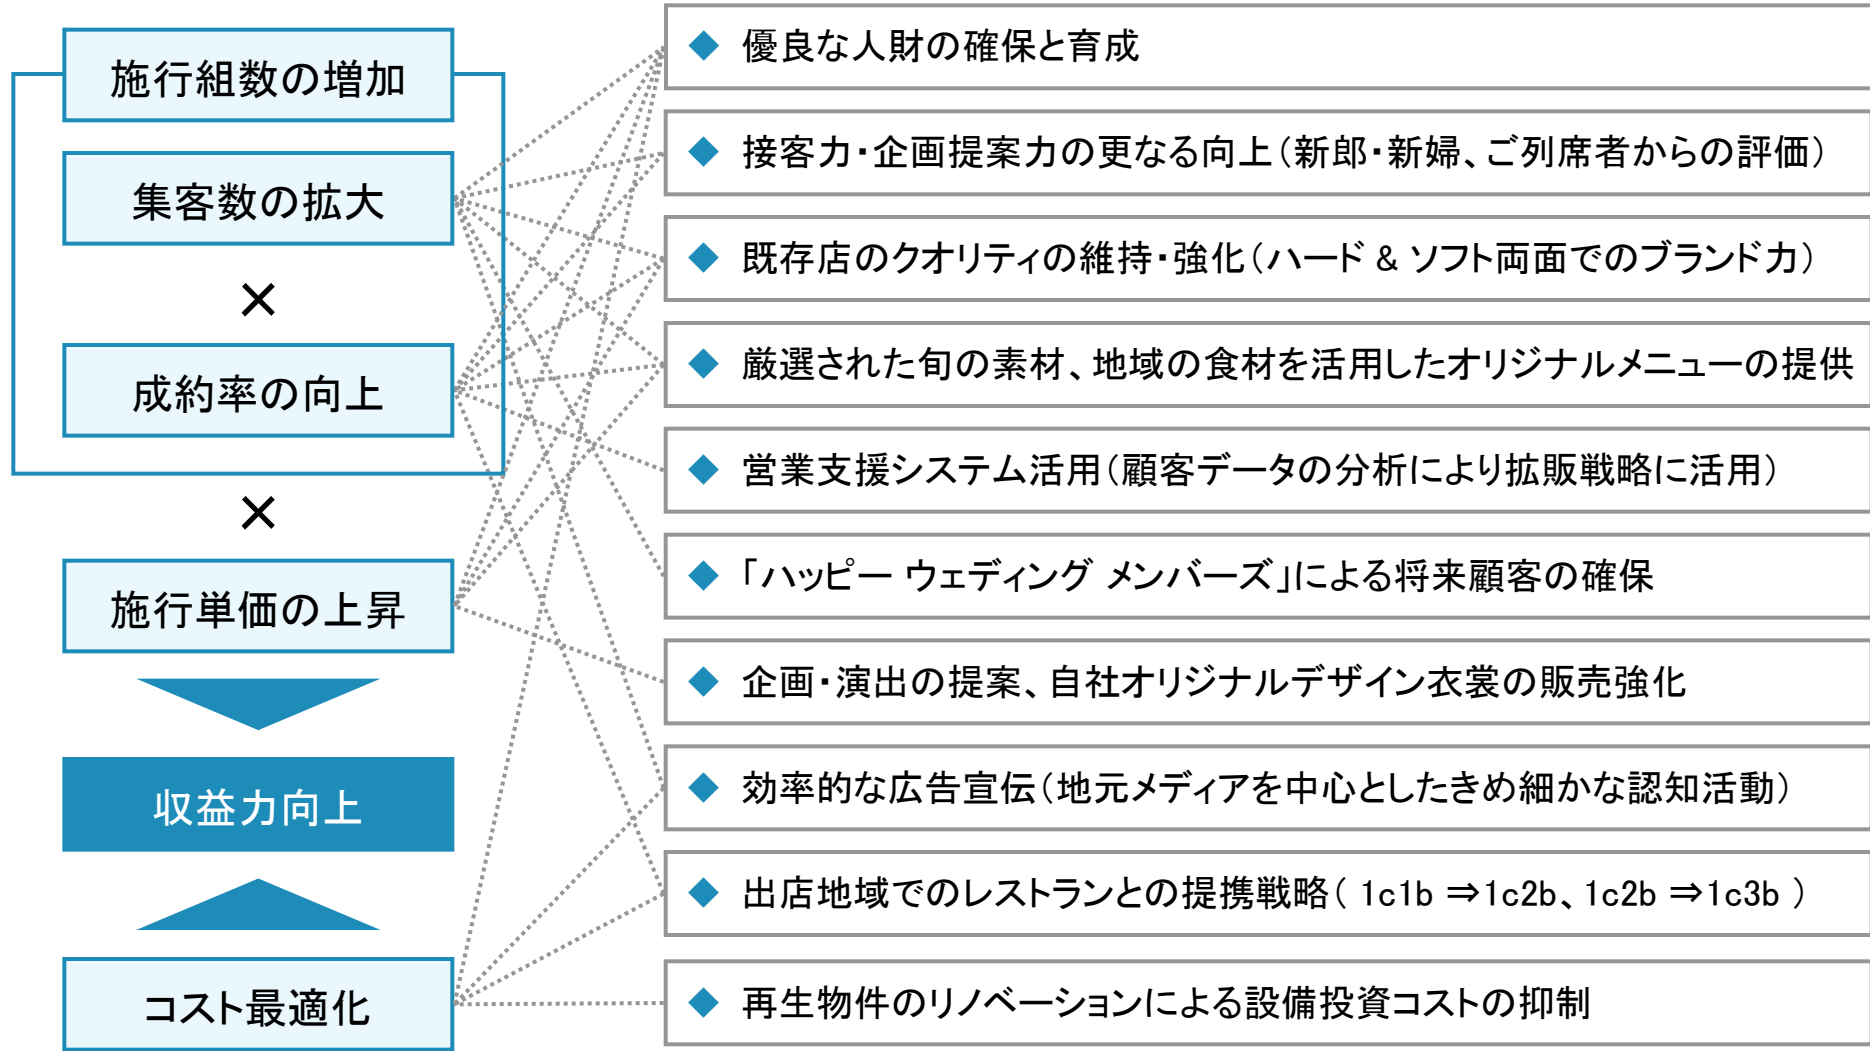 施行組数の増加
集客数の拡大
×
成約率の向上
×
施行単価の上昇
収益力向上
コスト最適化
◆ 優良な人財の確保と育成
◆ 接客力・企画提案力の更なる向上（新郎・新婦、ご列席者からの評価）
◆ 既存店のクオリティの維持・強化（ハード & ソフト両面でのブランド力）
◆ 厳選された旬の素材、地域の食材を活用したオリジナルメニューの提供
◆ 営業支援システム活用（顧客データの分析により拡販戦略に活用）
◆ 「ハッピー ウェディング メンバーズ」による将来顧客の確保
◆ 企画・演出の提案、自社オリジナルデザイン衣裳の販売強化
◆ 効率的な広告宣伝（地元メディアを中心としたきめ細かな認知活動）
◆ 出店地域でのレストランとの提携戦略（ 1c1b ⇒1c2b、1c2b ⇒1c3b ）
◆ 再生物件のリノベーションによる設備投資コストの抑制